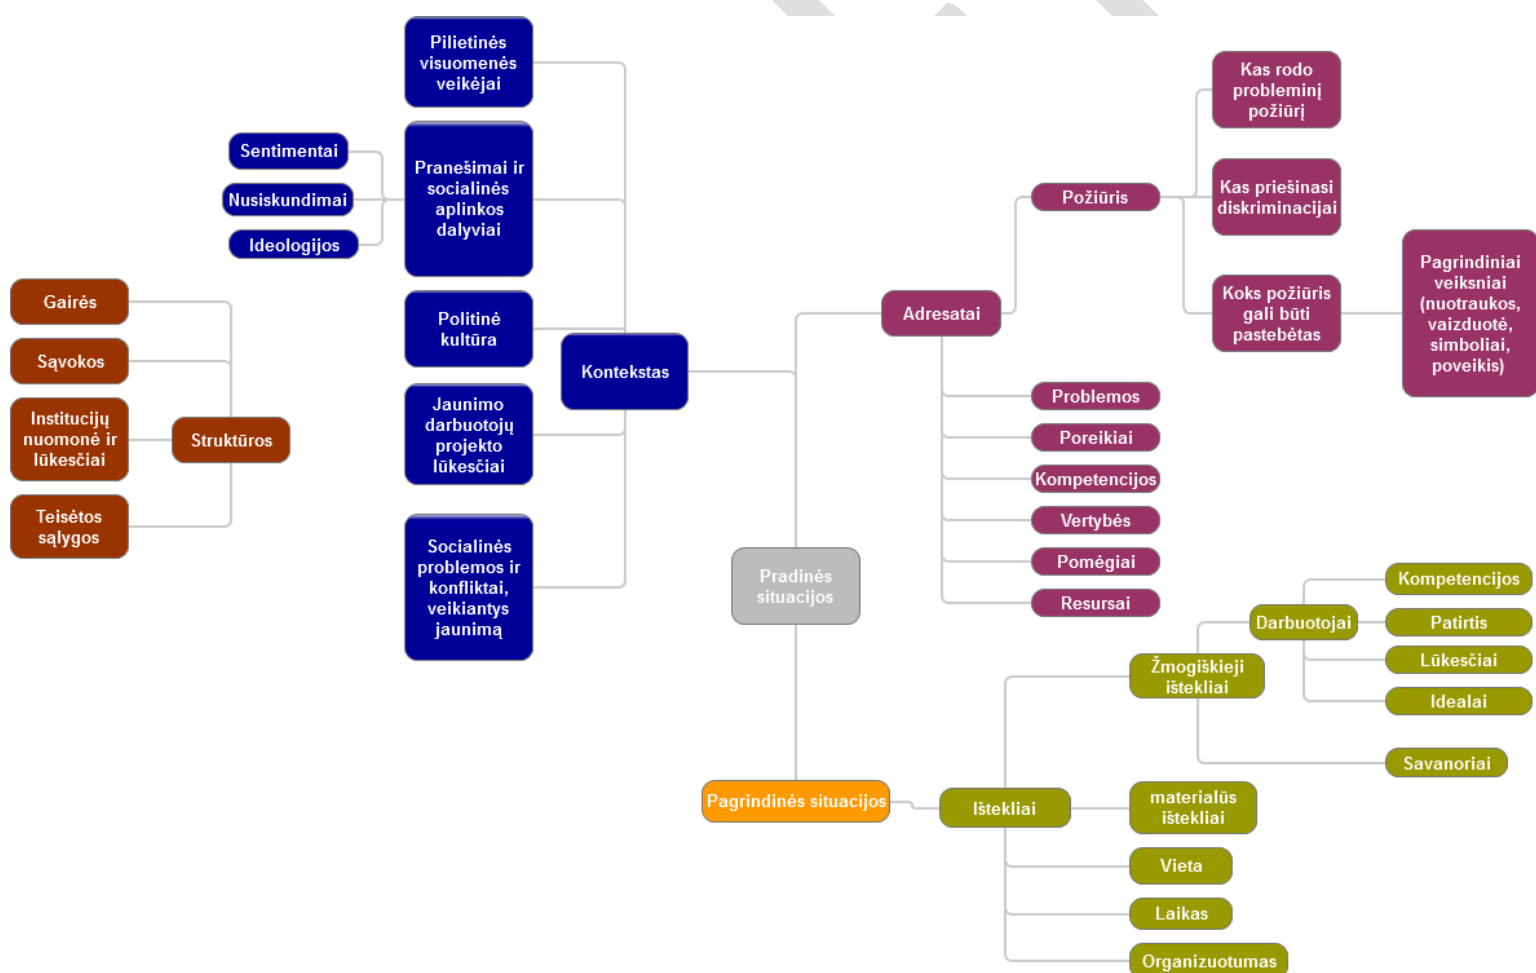 Pilietinės
visuomenės
veikėjai
Sentimentai
Nusiskundimai
Ideologijos
Pranešimai ir
socialinės
aplinkos
dalyviai
Politinė
kultūra
Jaunimo
darbuotojų
projekto
lūkesčiai
Socialinės
problemos ir
konfliktai,
veikiantys
jaunimą
Kontekstas
Gairės
Sąvokos
Institucijų
nuomonė ir
lūkesčiai
Teisėtos
sąlygos
Struktūros
Pradinės
situacijos
Adresatai
Požiūris
Kas rodo
probleminį
požiūrį
Kas priešinasi
diskriminacijai
Koks požiūris
gali būti
pastebėtas
Pagrindiniai
veiksniai
(nuotraukos,
vaizduotė,
simboliai,
poveikis)
Problemos
Poreikiai
Kompetencijos
Vertybės
Pomėgiai
Resursai
Pagrindinės situacijos
Ištekliai
Žmogiškieji
ištekliai
Darbuotojai
Kompetencijos
Patirtis
Lūkesčiai
Idealai
Savanoriai
materialūs
ištekliai
Vieta
Laikas
Organizuotumas